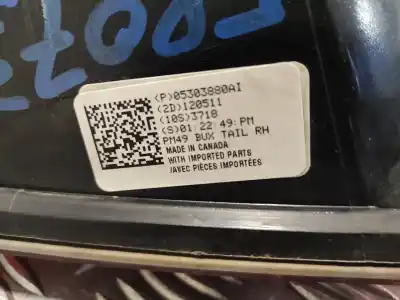 (P)05303880AI
(2D)120511
(10S)3718
(S)01:22:49:PM
PM49 BUX TAIL RH
MADE IN CANADA
WITH IMPORTED PARTS
/AVEC PIÈCES IMPORTÉES